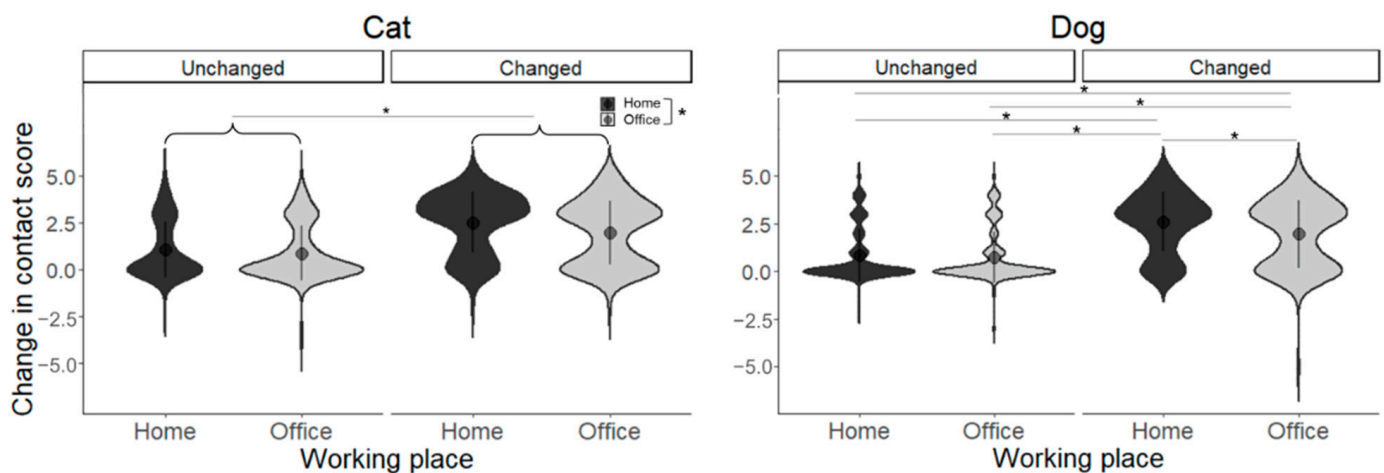 Cat
Unchanged
Changed
Home
Office
*
*
Change in contact score
5.0
2.5
0.0
−2.5
−5.0
Home
Office
Home
Office
Working place
Dog
Unchanged
Changed
*
*
*
*
*
5.0
2.5
0.0
−2.5
−5.0
Home
Office
Home
Office
Working place